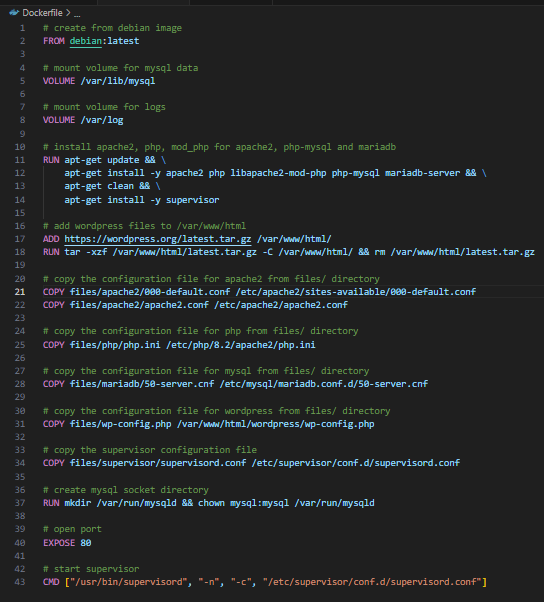 Dockerfile > ...
1 # create from debian image
2 FROM debian:latest
3
4 # mount volume for mysql data
5 VOLUME /var/lib/mysql
6
7 # mount volume for logs
8 VOLUME /var/log
9
10 # install apache2, php, mod_php for apache2, php-mysql and mariadb
11 RUN apt-get update && \
12 apt-get install -y apache2 php libapache2-mod-php php-mysql mariadb-server && \
13 apt-get clean && \
14 apt-get install -y supervisor
15
16 # add wordpress files to /var/www/html
17 ADD https://wordpress.org/latest.tar.gz /var/www/html/
18 RUN tar -xzf /var/www/html/latest.tar.gz -C /var/www/html/ && rm /var/www/html/latest.tar.gz
19
20 # copy the configuration file for apache2 from files/ directory
21 COPY files/apache2/000-default.conf /etc/apache2/sites-available/000-default.conf
22 COPY files/apache2/apache2.conf /etc/apache2/apache2.conf
23
24 # copy the configuration file for php from files/ directory
25 COPY files/php/php.ini /etc/php/8.2/apache2/php.ini
26
27 # copy the configuration file for mysql from files/ directory
28 COPY files/mariadb/50-server.cnf /etc/mysql/mariadb.conf.d/50-server.cnf
29
30 # copy the configuration file for wordpress from files/ directory
31 COPY files/wp-config.php /var/www/html/wordpress/wp-config.php
32
33 # copy the supervisor configuration file
34 COPY files/supervisor/supervisord.conf /etc/supervisor/conf.d/supervisord.conf
35
36 # create mysql socket directory
37 RUN mkdir /var/run/mysqld && chown mysql:mysql /var/run/mysqld
38
39 # open port
40 EXPOSE 80
41
42 # start supervisor
43 CMD ["/usr/bin/supervisord", "-n", "-c", "/etc/supervisor/conf.d/supervisord.conf"]